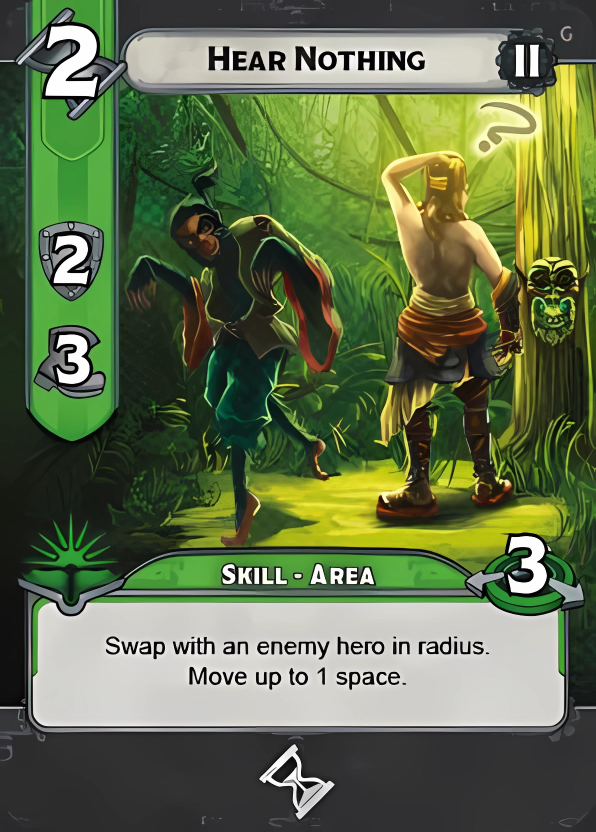 2
HEAR NOTHING
II
G
?
2
3
SKILL - AREA
3
Swap with an enemy hero in radius.
Move up to 1 space.